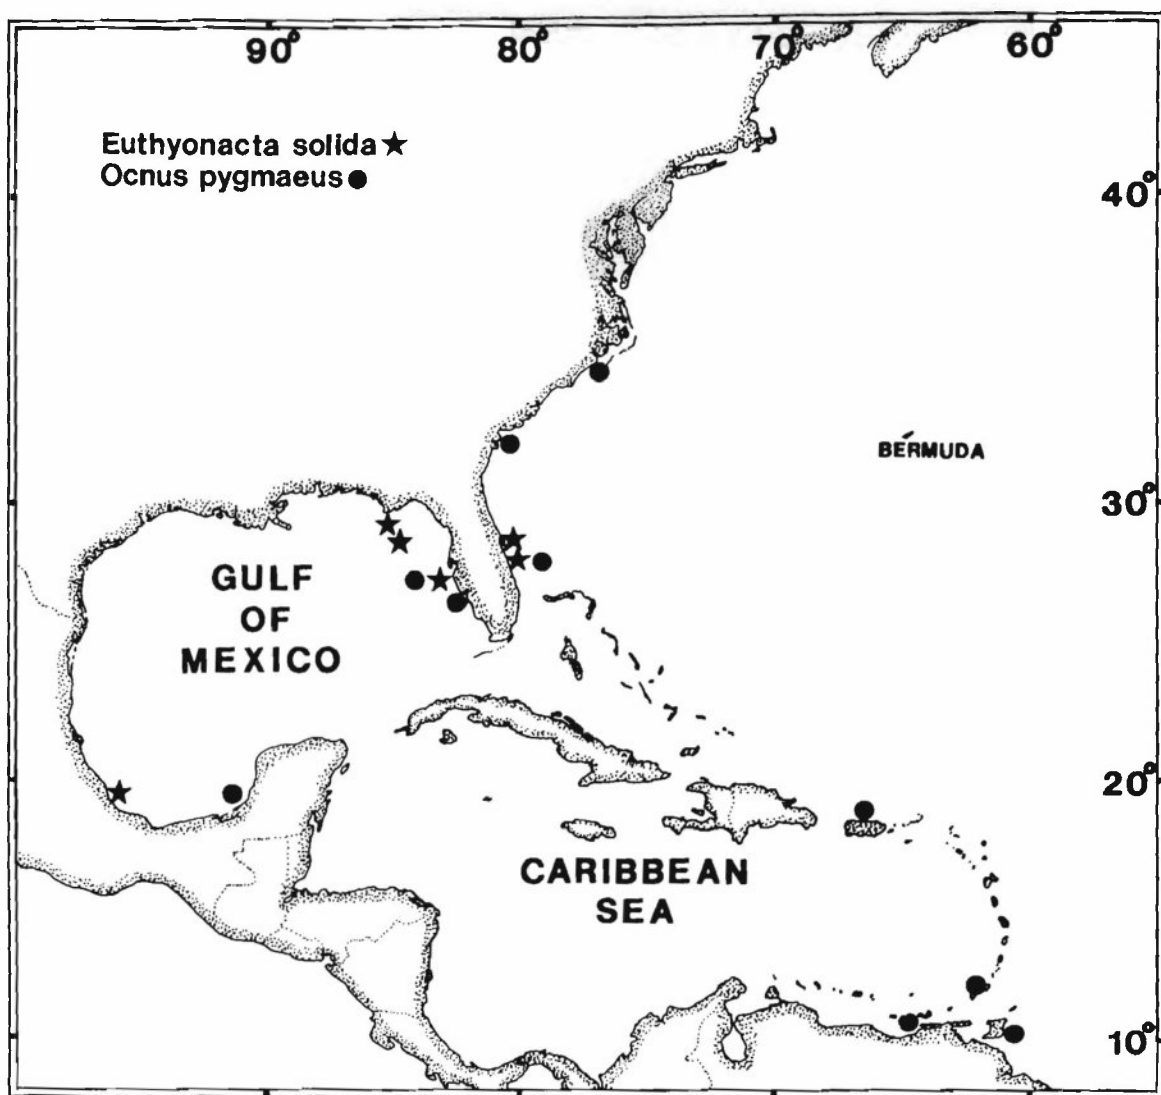 90° 80° 70° 60°
Euthyonacta solida ★
Ocnus pygmaeus ●
40°
BERMUDA
30°
GULF
OF
MEXICO
20°
CARIBBEAN
SEA
10°